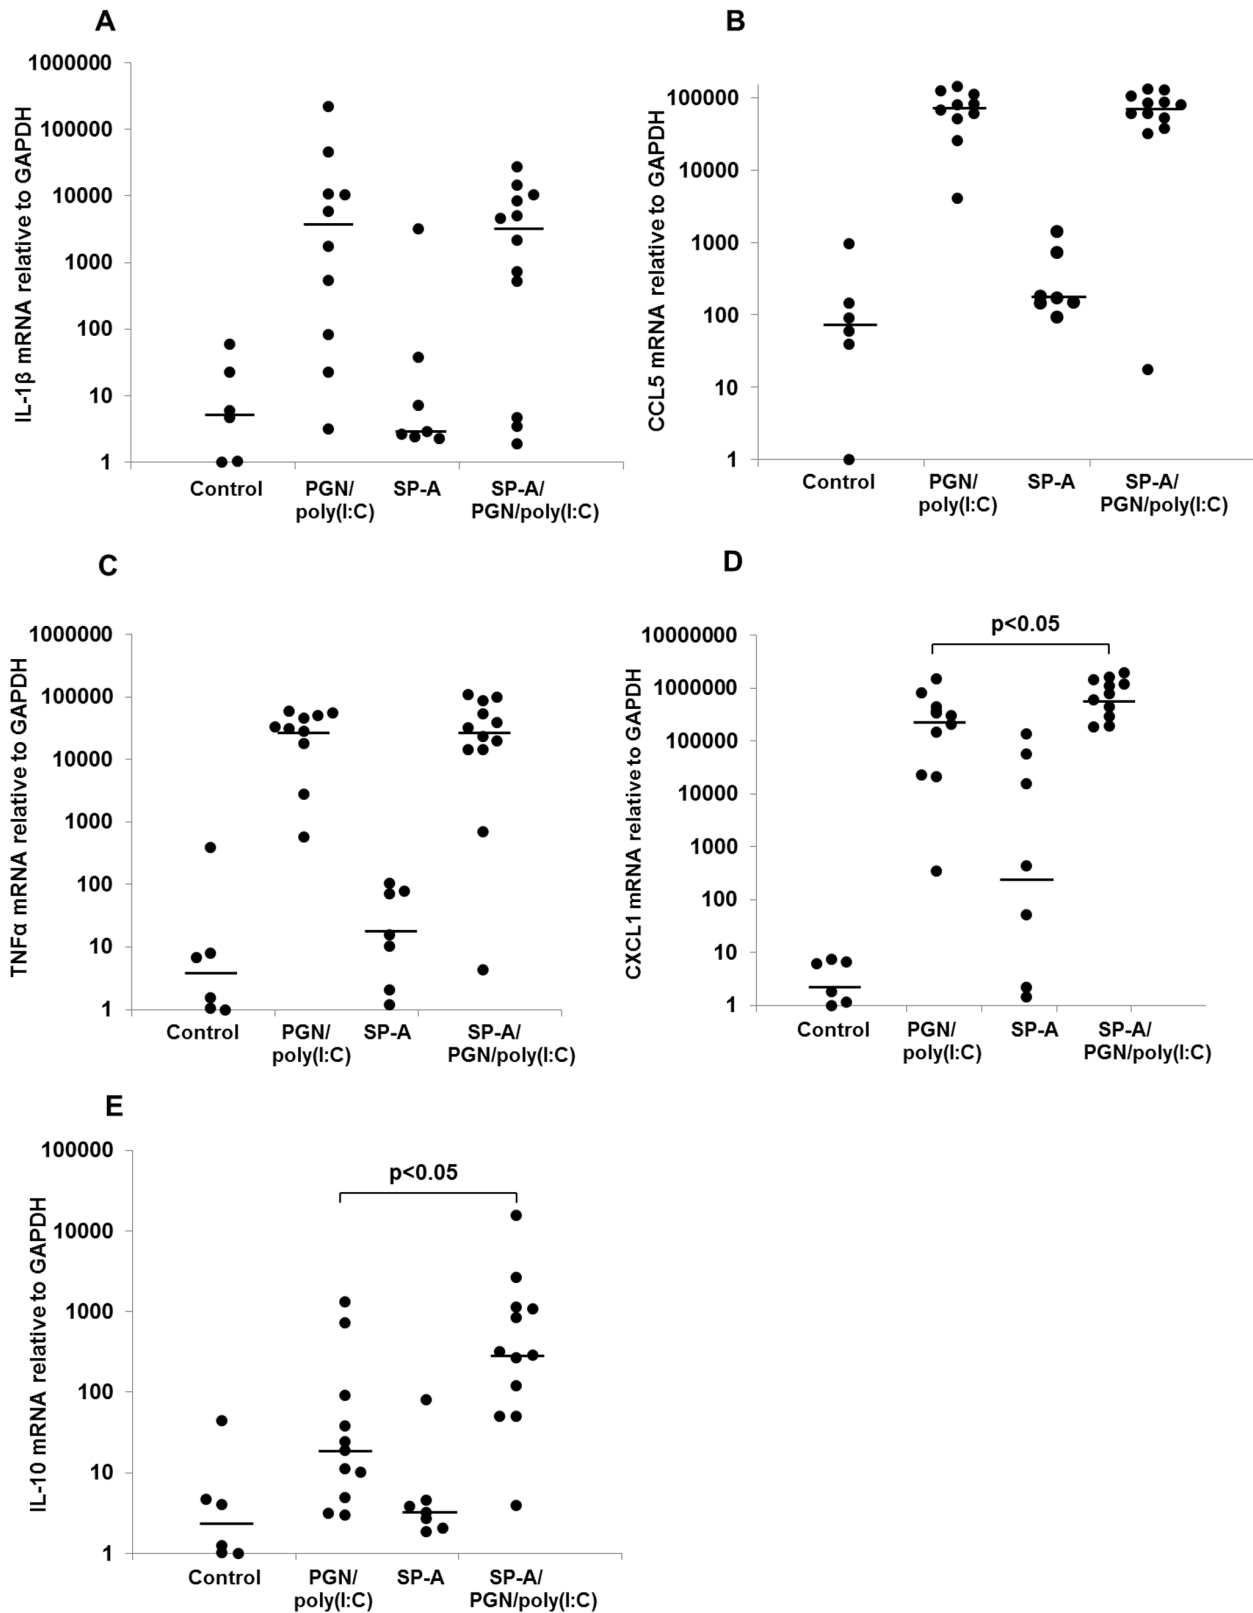 A
IL-1β mRNA relative to GAPDH
1000000
100000
10000
1000
100
10
1
Control
PGN/
poly(I:C)
SP-A
SP-A/
PGN/poly(I:C)
B
CCL5 mRNA relative to GAPDH
100000
10000
1000
100
10
1
Control
PGN/
poly(I:C)
SP-A
SP-A/
PGN/poly(I:C)
C
TNFα mRNA relative to GAPDH
1000000
100000
10000
1000
100
10
1
Control
PGN/
poly(I:C)
SP-A
SP-A/
PGN/poly(I:C)
D
CXCL1 mRNA relative to GAPDH
p<0.05
10000000
1000000
100000
10000
1000
100
10
1
Control
PGN/
poly(I:C)
SP-A
SP-A/
PGN/poly(I:C)
E
IL-10 mRNA relative to GAPDH
p<0.05
100000
10000
1000
100
10
1
Control
PGN/
poly(I:C)
SP-A
SP-A/
PGN/poly(I:C)